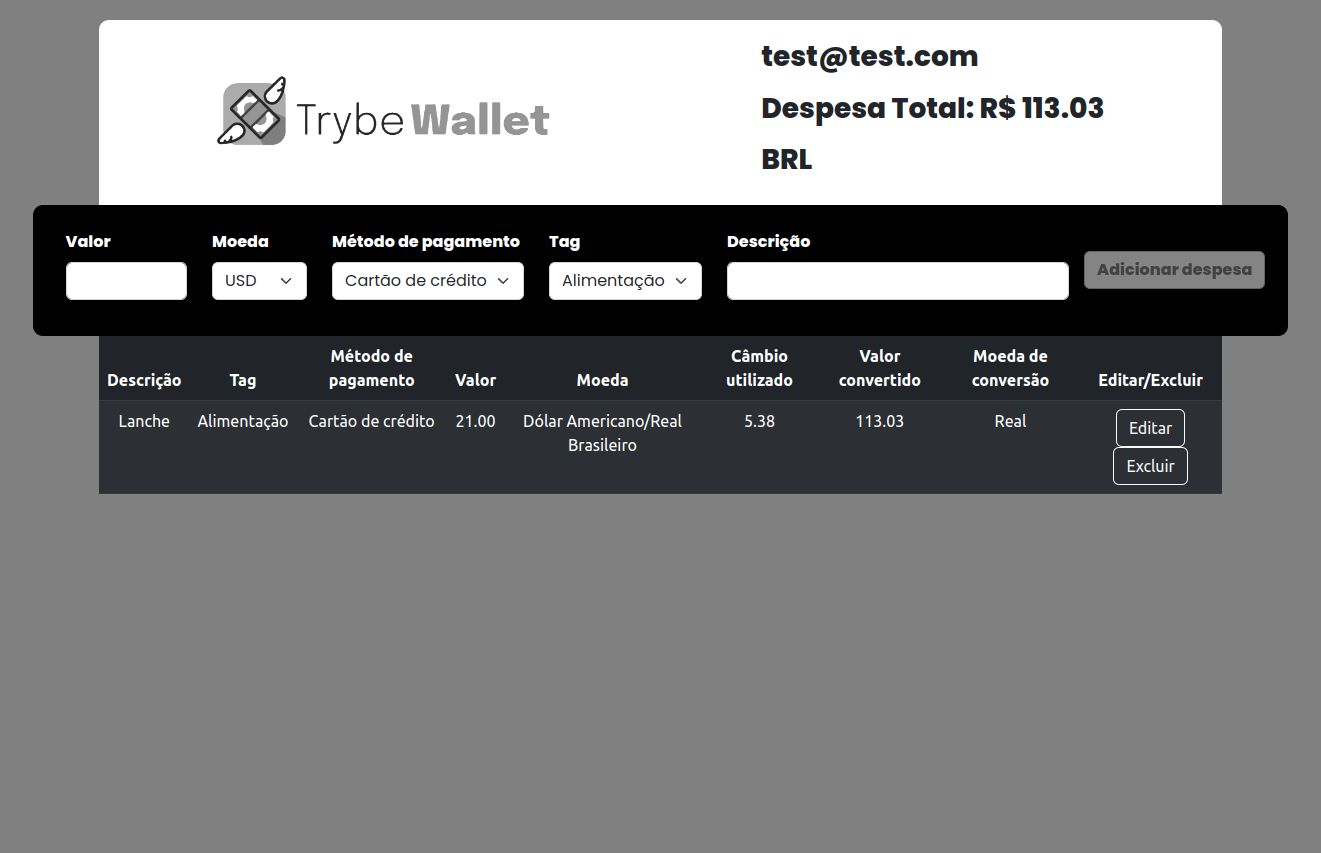 Trybe Wallet
test@test.com
Despesa Total: R$ 113.03
BRL
Valor
Moeda
Método de pagamento
Tag
Descrição
USD
Cartão de crédito
Alimentação
Adicionar despesa
Descrição
Tag
Método de
pagamento
Valor
Moeda
Câmbio
utilizado
Valor
convertido
Moeda de
conversão
Editar/Excluir
Lanche
Alimentação
Cartão de crédito
21.00
Dólar Americano/Real
Brasileiro
5.38
113.03
Real
Editar
Excluir